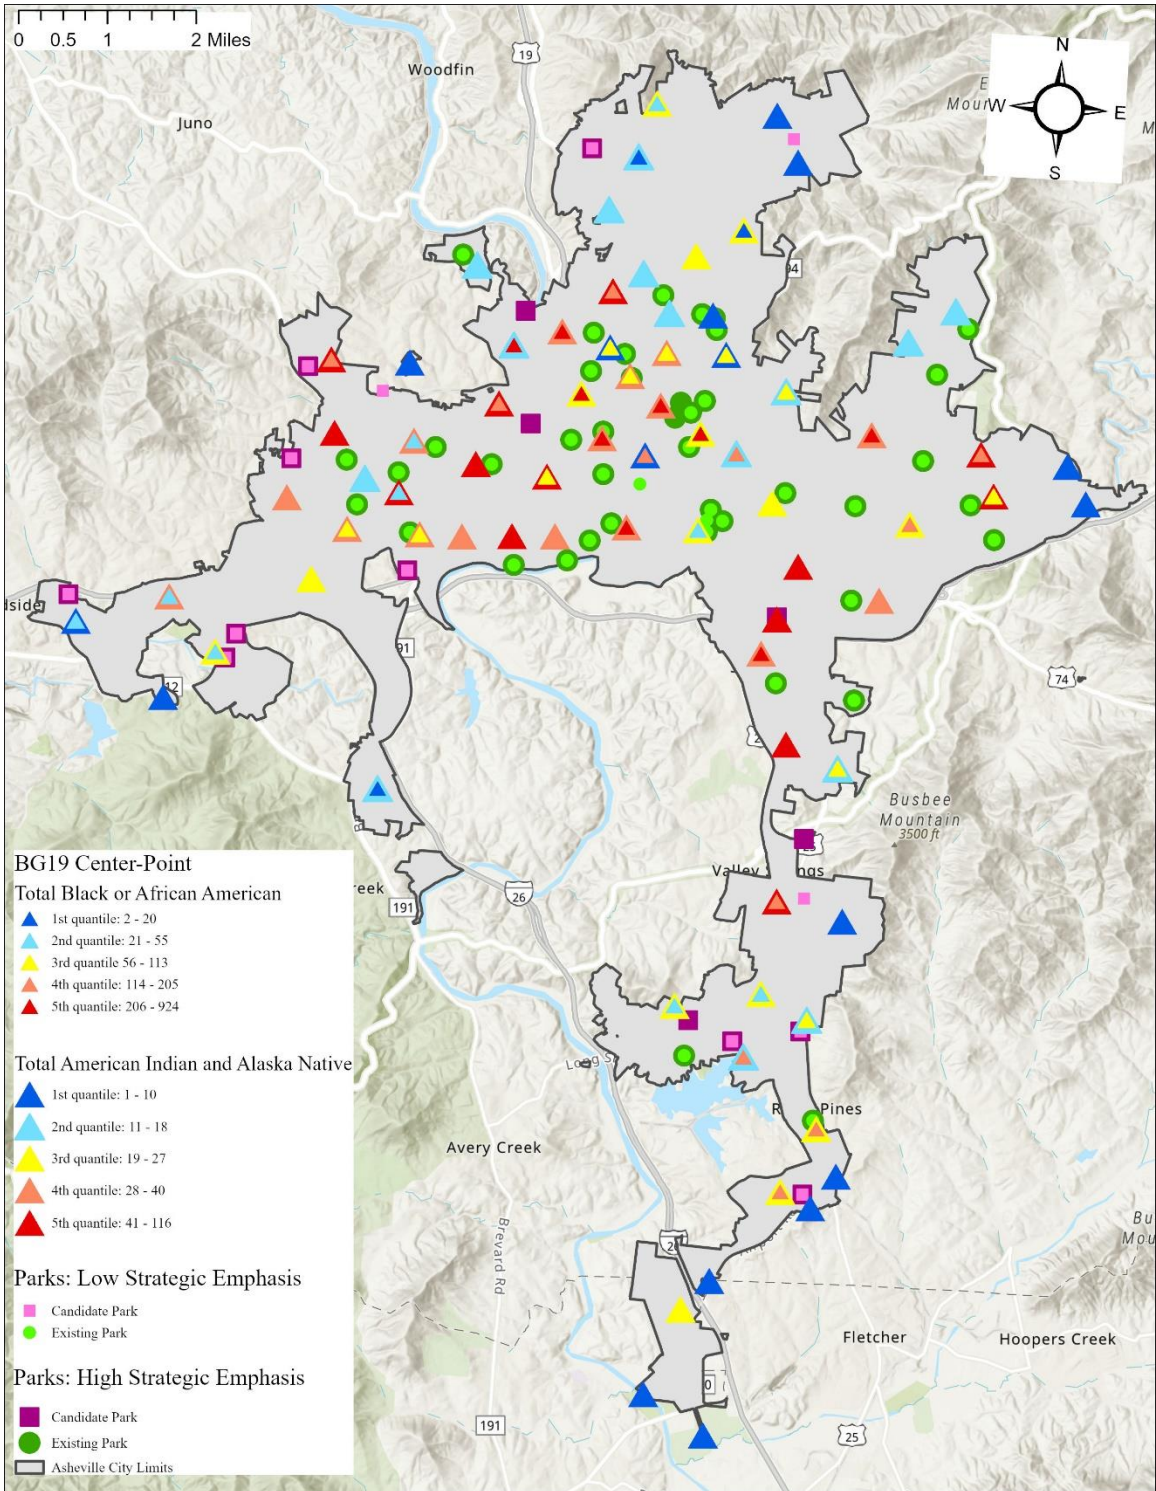 0 0.5 1 2 Miles
19
Woodfin
N
W
E
S
Juno
91
12
74
Busbee
Mountain
3500 ft
26
191
Avery Creek
Brevard Rd
Fletcher
Hoopers Creek
191
25
BG19 Center-Point
Total Black or African American
1st quantile: 2 - 20
2nd quantile: 21 - 55
3rd quantile 56 - 113
4th quantile: 114 - 205
5th quantile: 206 - 924
Total American Indian and Alaska Native
1st quantile: 1 - 10
2nd quantile: 11 - 18
3rd quantile: 19 - 27
4th quantile: 28 - 40
5th quantile: 41 - 116
Parks: Low Strategic Emphasis
Candidate Park
Existing Park
Parks: High Strategic Emphasis
Candidate Park
Existing Park
Asheville City Limits